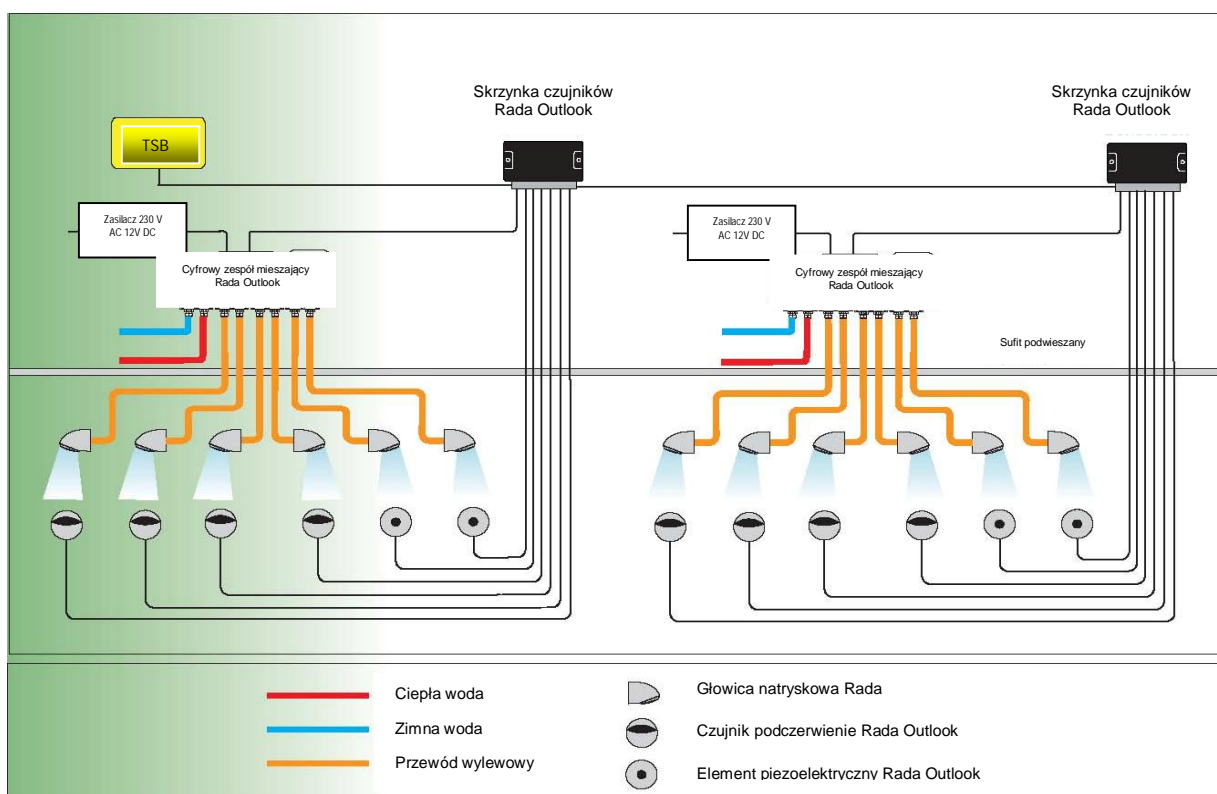 Skrzynka czujników
Rada Outlook
Skrzynka czujników
Rada Outlook
TSB
Zasilacz 230 V
AC 12V DC
Zasilacz 230 V
AC 12V DC
Cyfrowy zespół mieszający
Rada Outlook
Cyfrowy zespół mieszający
Rada Outlook
Sufit podwieszany
Ciepła woda
Głowica natryskowa Rada
Zimna woda
Czujnik podczerwienie Rada Outlook
Przewód wylewowy
Element piezoelektryczny Rada Outlook